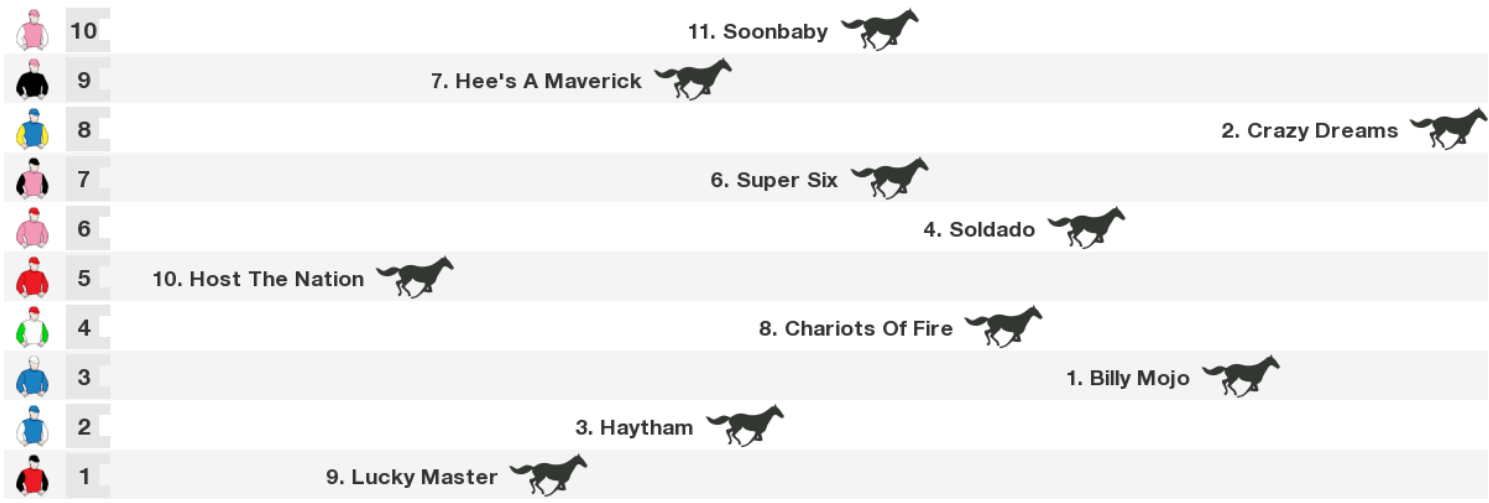 10 11. Soonbaby
9 7. Hee's A Maverick
8 2. Crazy Dreams
7 6. Super Six
6 4. Soldado
5 10. Host The Nation
4 8. Chariots Of Fire
3 1. Billy Mojo
2 3. Haytham
1 9. Lucky Master